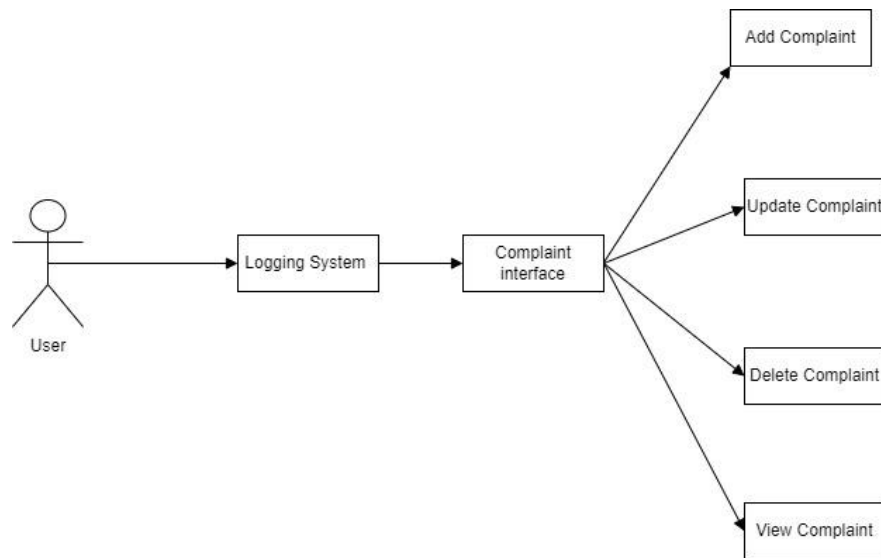 Add Complaint
Update Complaint
Logging System
Complaint
interface
User
Delete Complaint
View Complaint